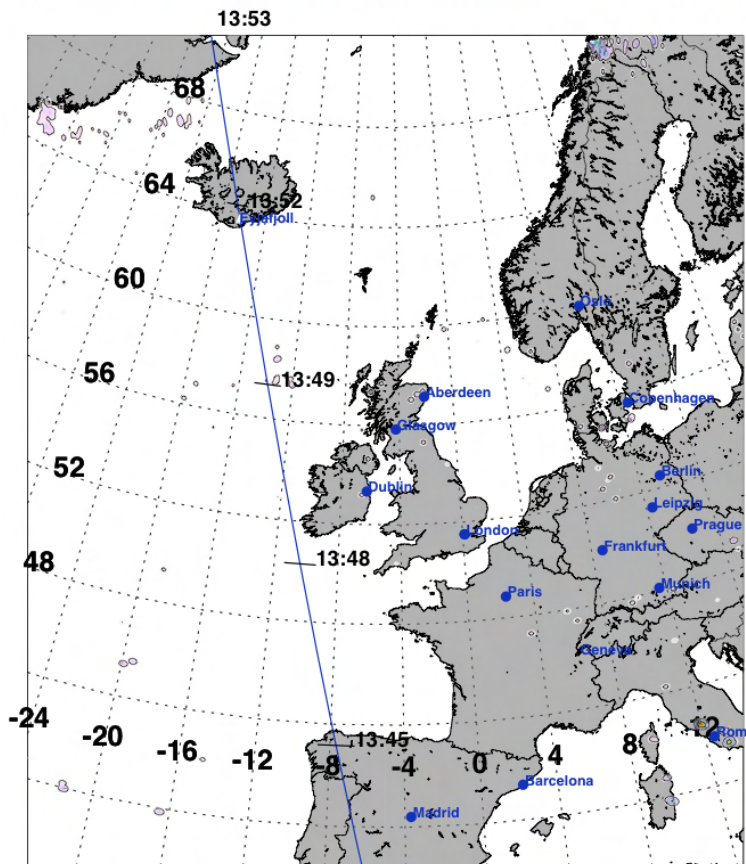 13:53
68
64
13:52
Eyjafjoll
60
Oslo
56
13:49
Aberdeen
Copenhagen
Glasgow
52
Berlin
Dublin
Leipzig
London
Prague
48
13:48
Frankfurt
Munich
Paris
Geneva
-24
-20
-16
-12
-8
13:45
-4
0
4
8
12
Rom
Barcelona
Madrid